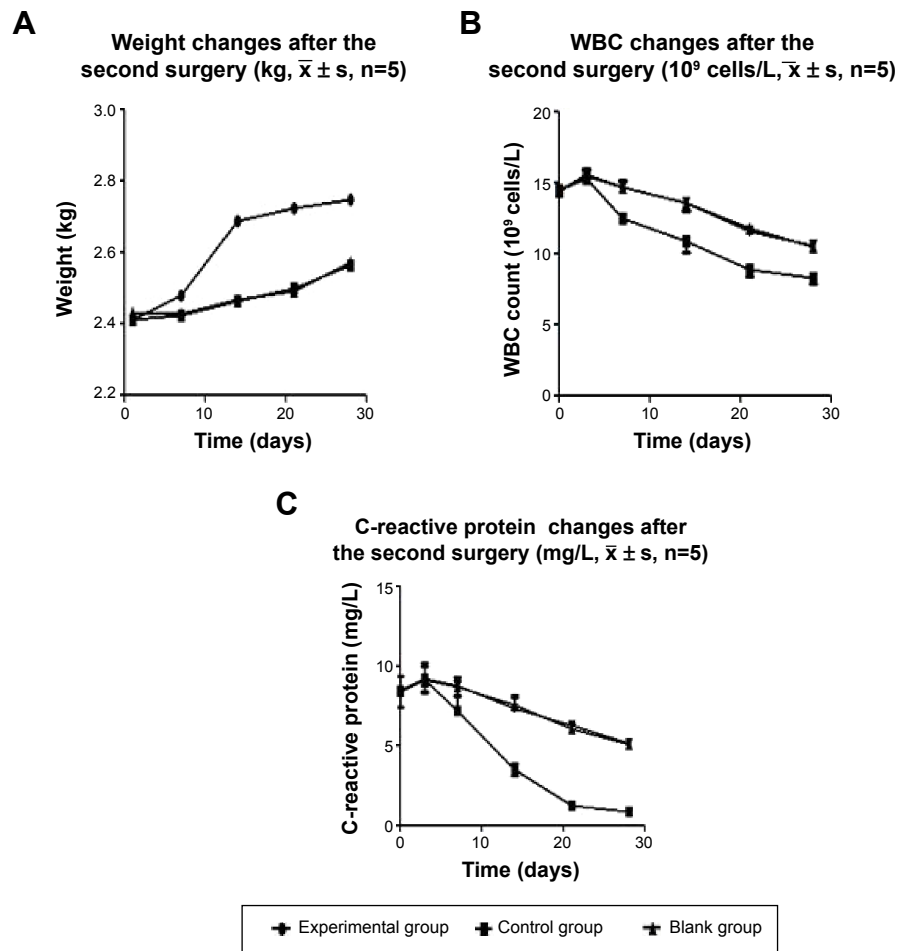 A
Weight changes after the
second surgery (kg, x̅ ± s, n=5)
3.0
2.8
2.6
2.4
2.2
Weight (kg)
0 10 20 30
Time (days)
B
WBC changes after the
second surgery (10⁹ cells/L, x̅ ± s, n=5)
20
15
10
5
0
WBC count (10⁹ cells/L)
0 10 20 30
Time (days)
C
C-reactive protein changes after
the second surgery (mg/L, x̅ ± s, n=5)
15
10
5
0
C-reactive protein (mg/L)
0 10 20 30
Time (days)
Experimental group Control group Blank group